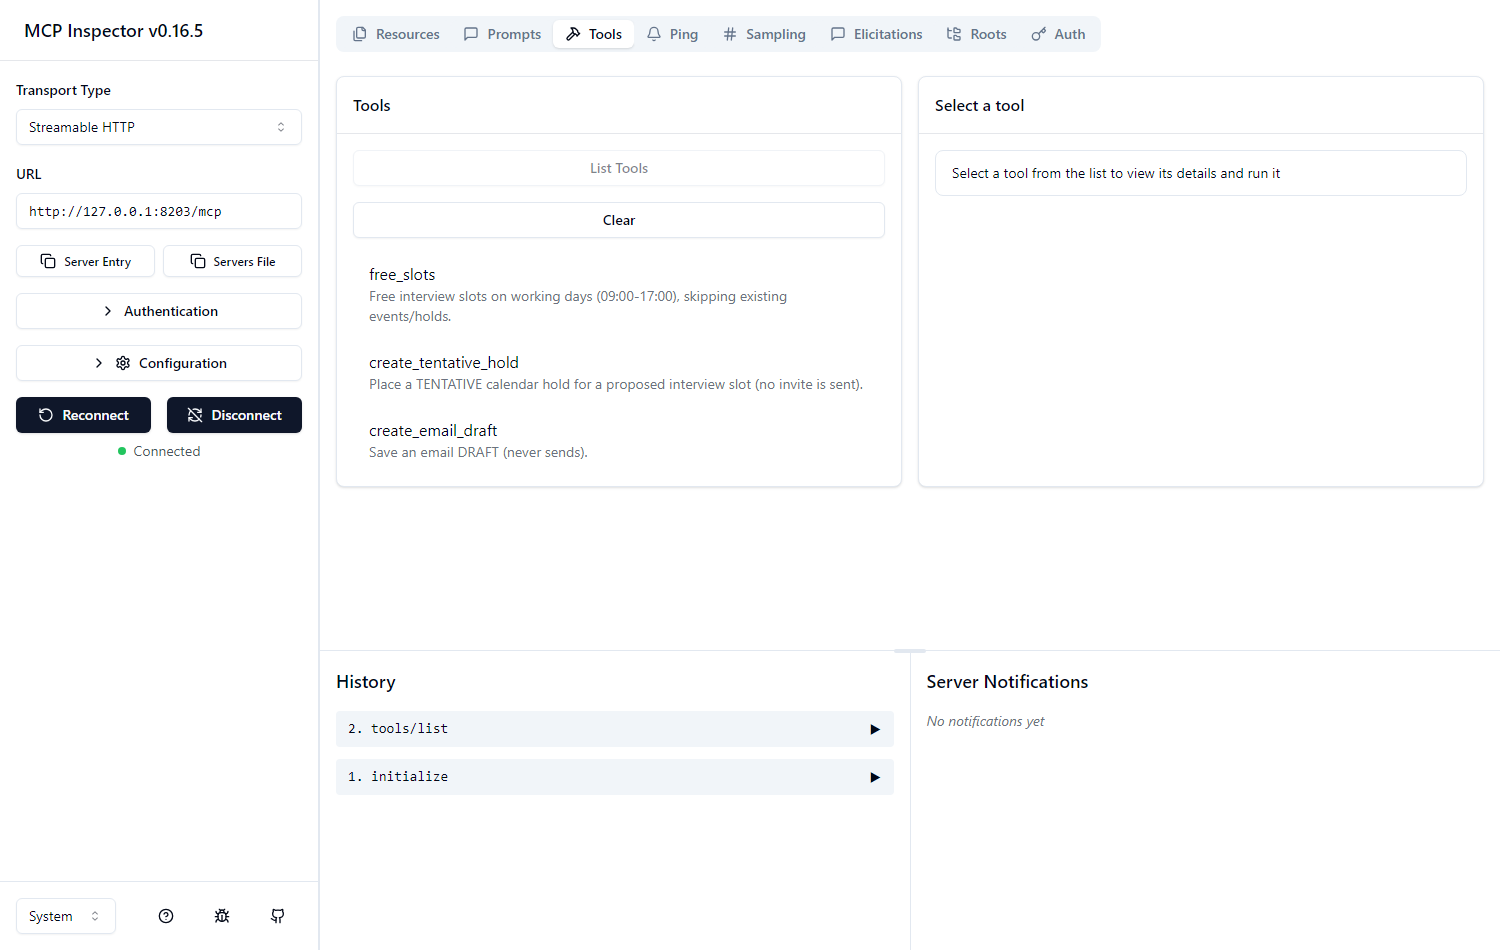 MCP Inspector v0.16.5
Transport Type
Streamable HTTP
URL
http://127.0.0.1:8203/mcp
Server Entry
Servers File
Authentication
Configuration
Reconnect
Disconnect
Connected
System
Resources
Prompts
Tools
Ping
Sampling
Elicitations
Roots
Auth
Tools
List Tools
Clear
free_slots
Free interview slots on working days (09:00-17:00), skipping existing
events/holds.
create_tentative_hold
Place a TENTATIVE calendar hold for a proposed interview slot (no invite is sent).
create_email_draft
Save an email DRAFT (never sends).
Select a tool
Select a tool from the list to view its details and run it
History
2. tools/list
1. initialize
Server Notifications
No notifications yet